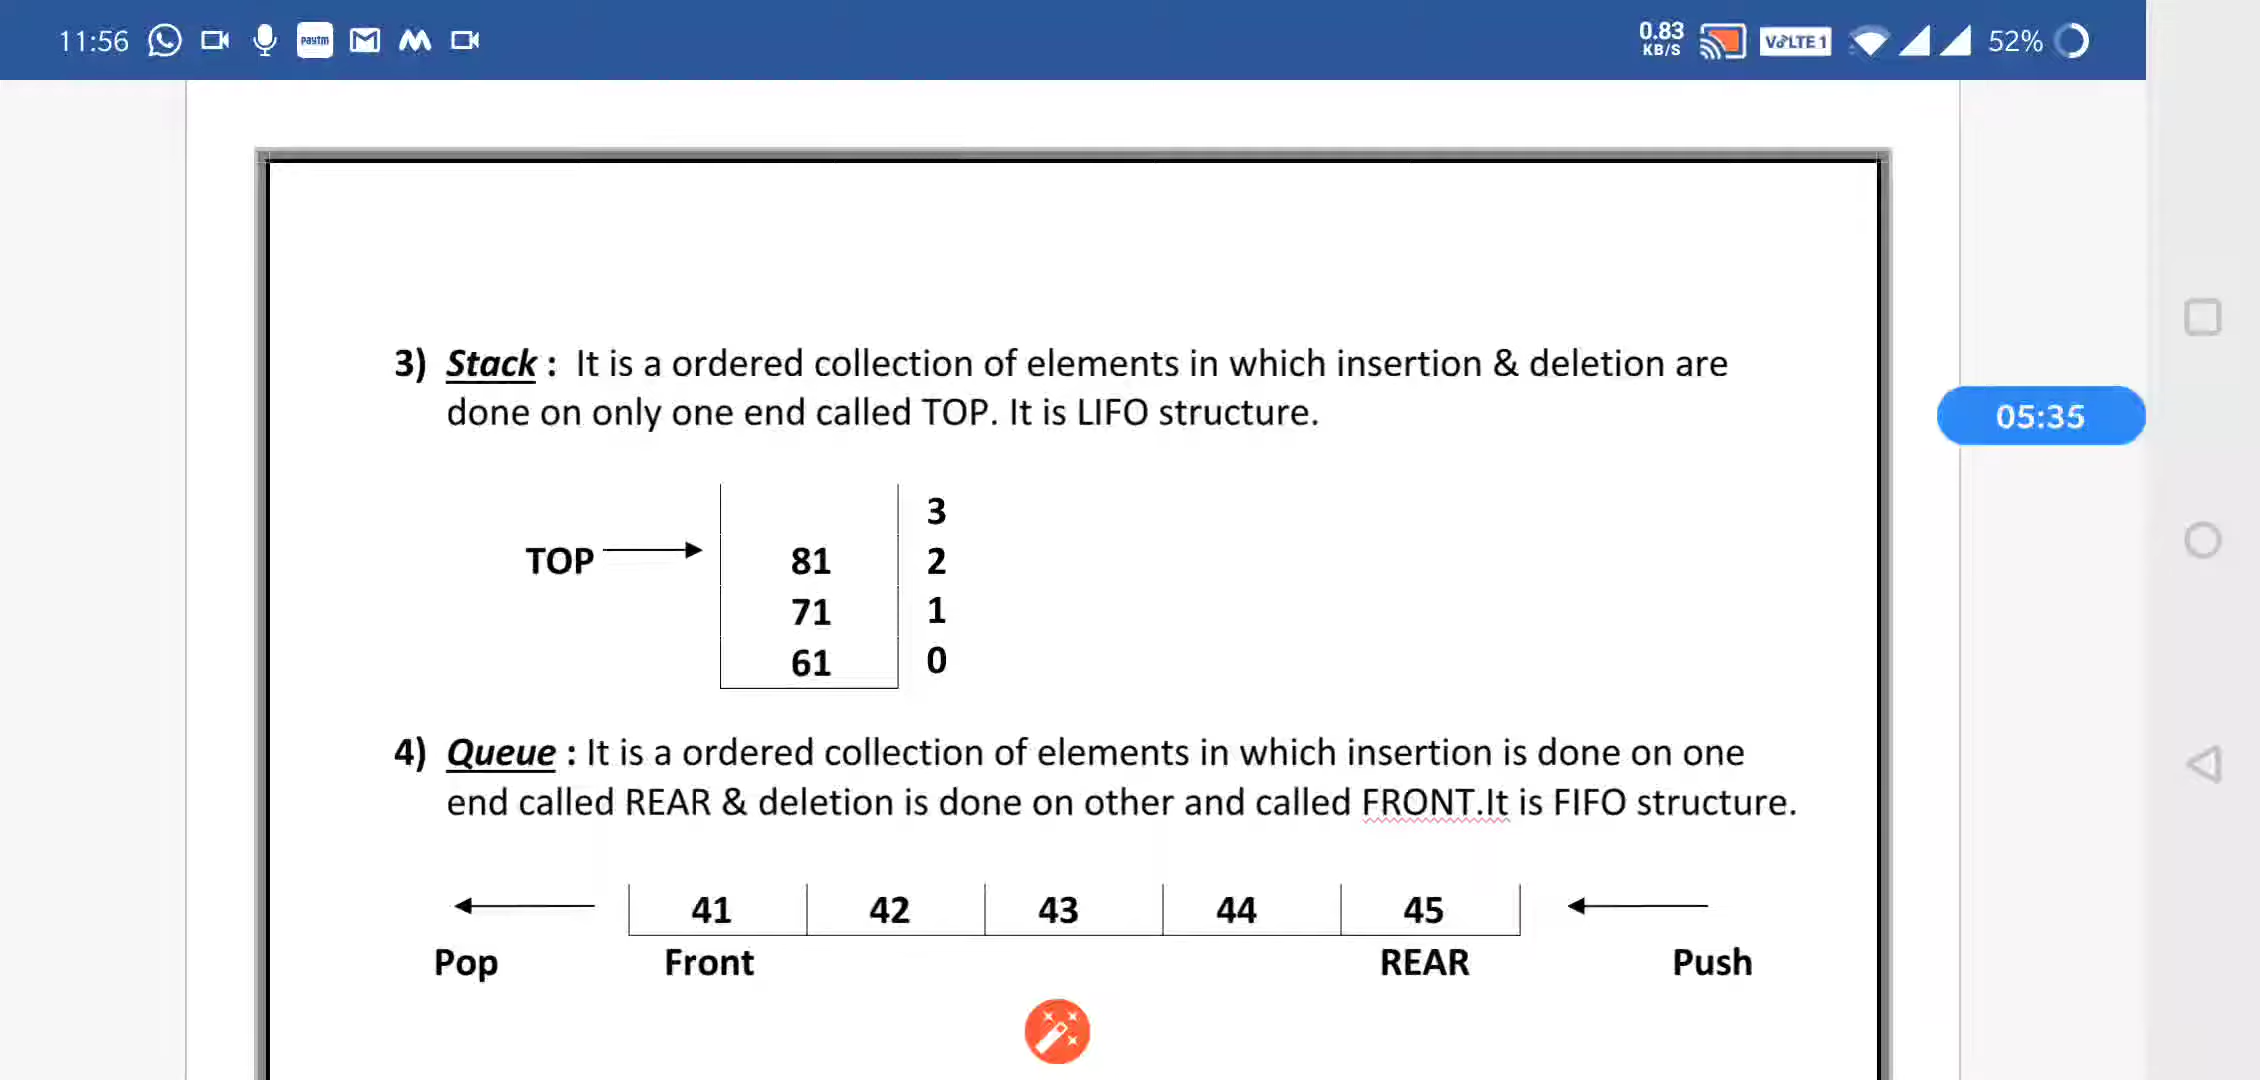 11:56 paytm 0.83 KB/S VoLTE 1 52%
3) Stack : It is a ordered collection of elements in which insertion & deletion are
done on only one end called TOP. It is LIFO structure.
05:35
3
TOP 81 2
71 1
61 0
4) Queue : It is a ordered collection of elements in which insertion is done on one
end called REAR & deletion is done on other and called FRONT.It is FIFO structure.
41 42 43 44 45
Pop Front REAR Push